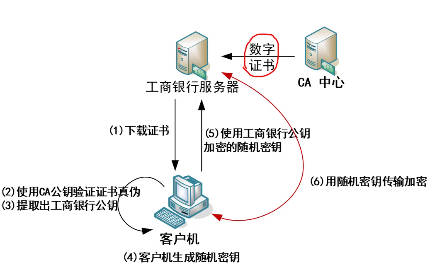 数字
证书
工商银行服务器
CA 中心
(1)下载证书
(5)使用工商银行公钥
加密的随机密钥
(2)使用CA公钥验证证书真伪
(3)提取出工商银行公钥
(6)用随机密钥传输加密
客户机
(4)客户机生成随机密钥